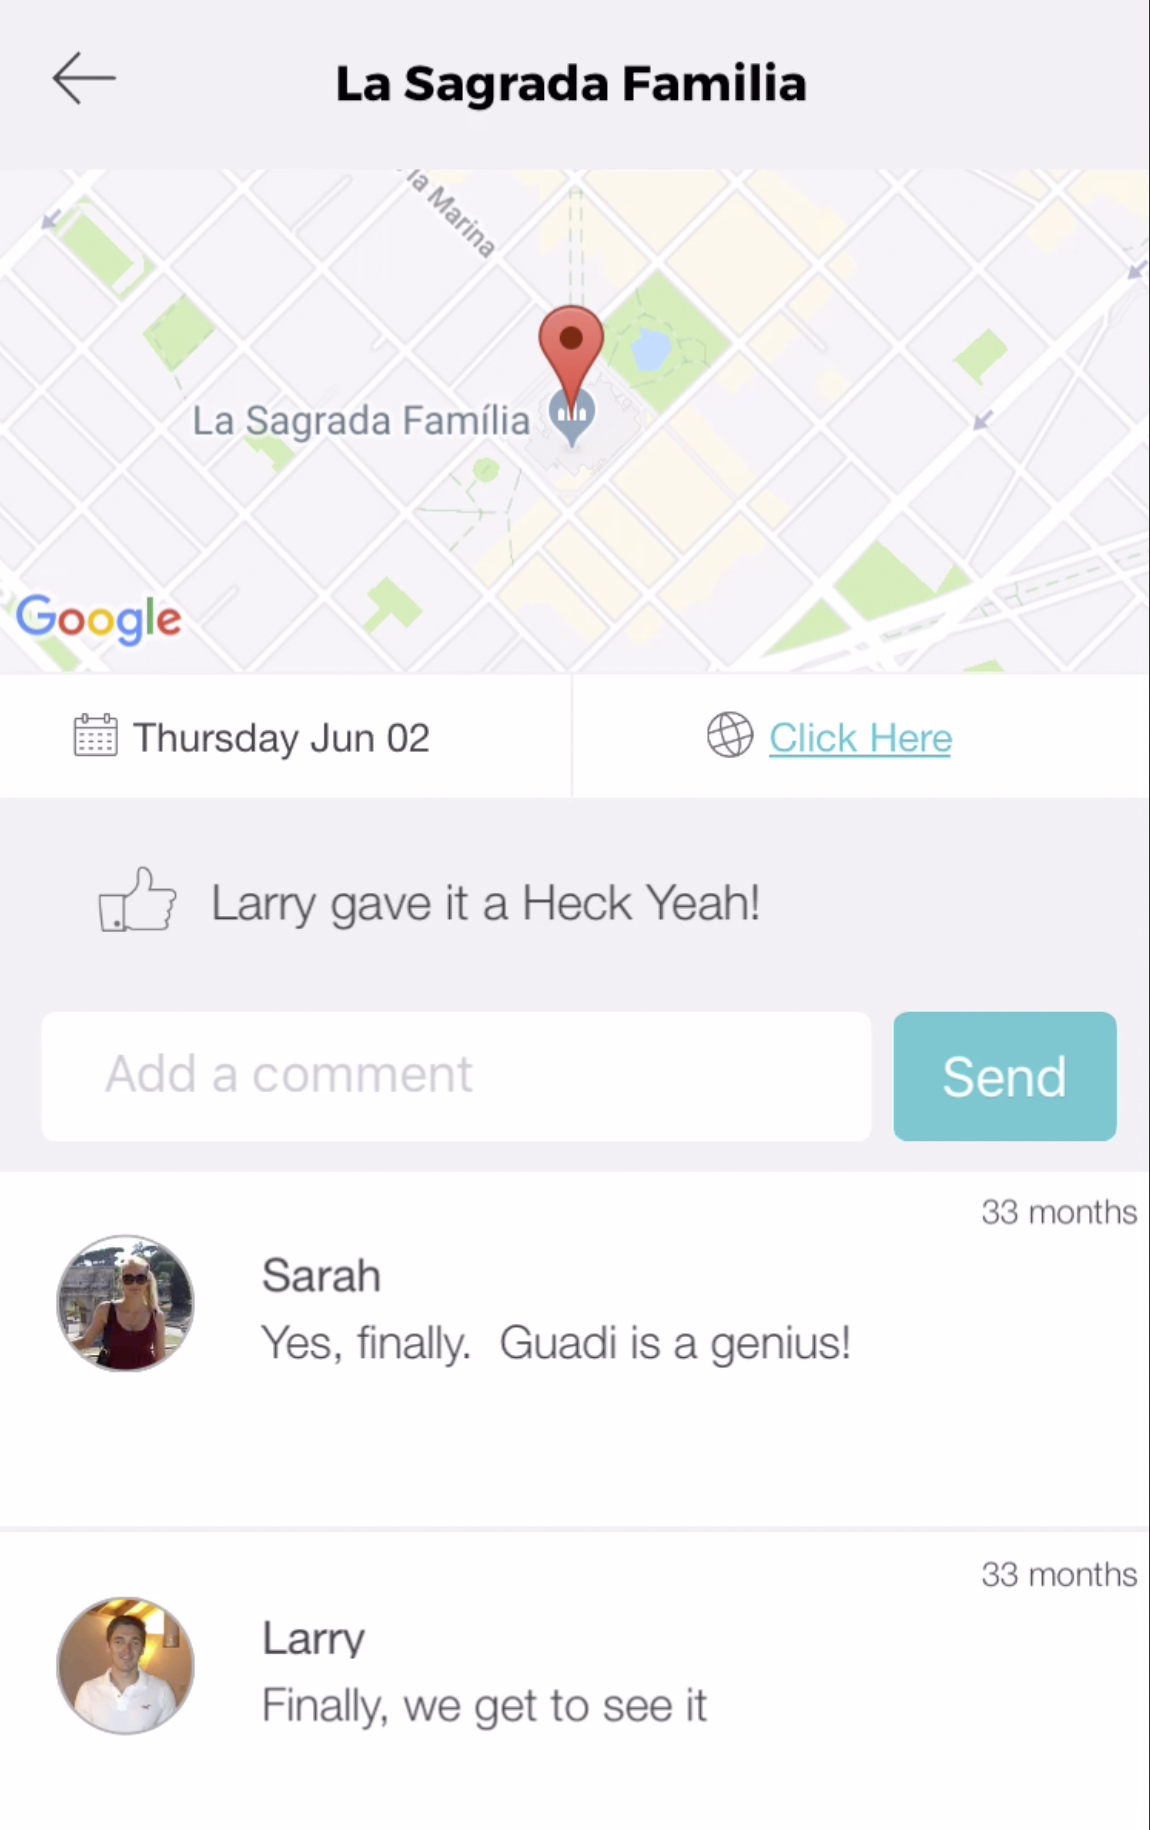 La Sagrada Familia
la Marina
La Sagrada Família
Google
Thursday Jun 02
Click Here
Larry gave it a Heck Yeah!
Add a comment
Send
33 months
Sarah
Yes, finally.  Guadi is a genius!
33 months
Larry
Finally, we get to see it